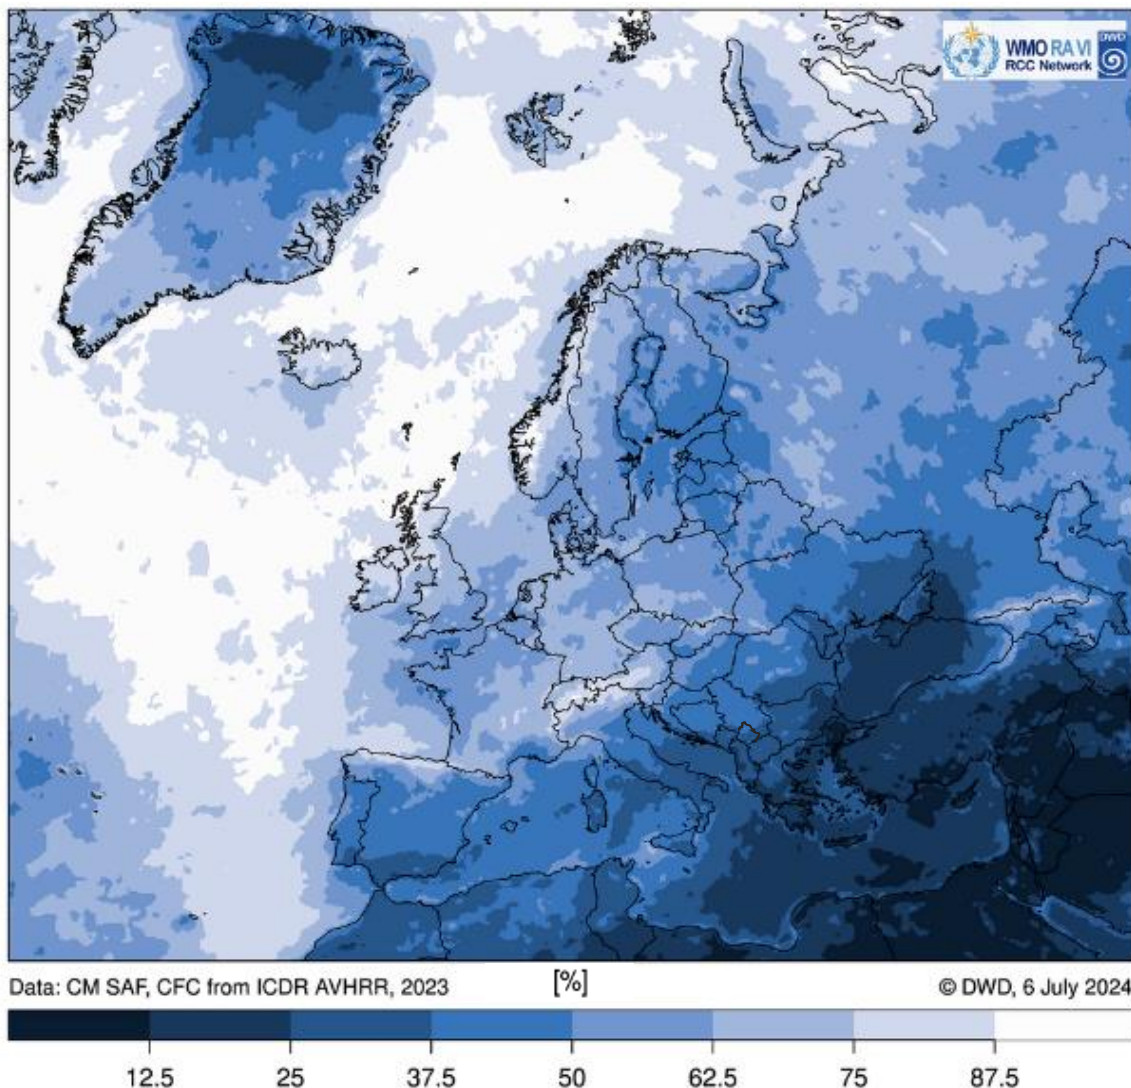 WMO RA VI
RCC Network
DWD
Data: CM SAF, CFC from ICDR AVHRR, 2023
[%]
© DWD, 6 July 2024
12.5 25 37.5 50 62.5 75 87.5